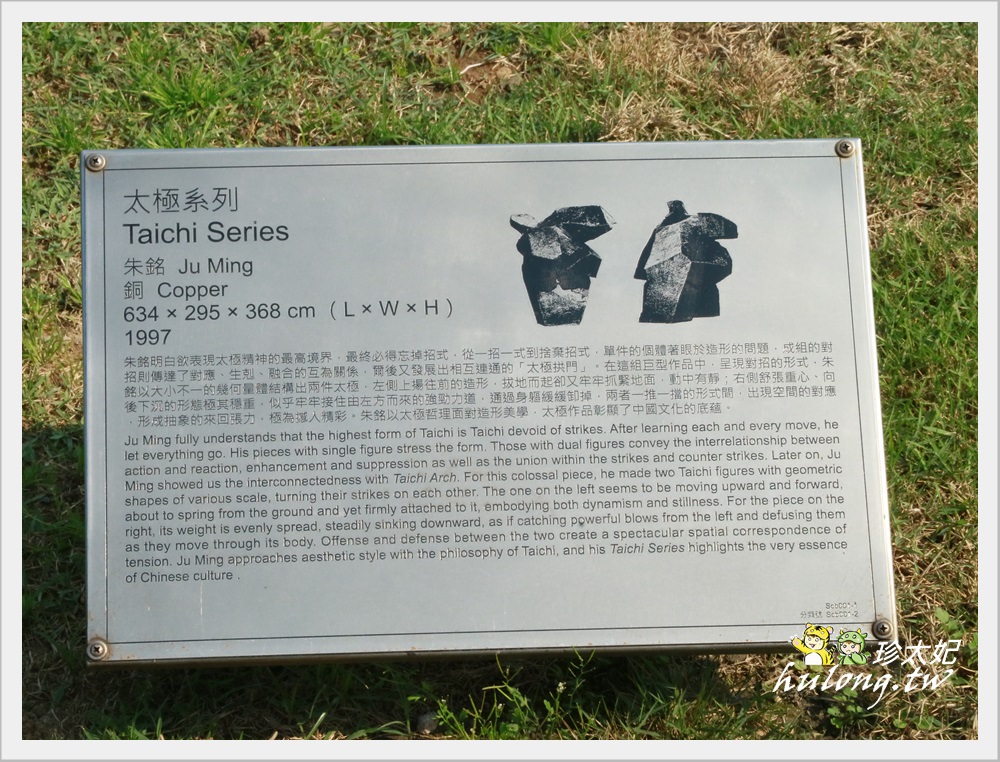 太極系列
Taichi Series
朱銘 Ju Ming
銅 Copper
634 × 295 × 368 cm ( L × W × H )
1997
朱銘明白欲表現太極精神的最高境界，最終必得忘掉招式，從一招一式到捨棄招式，單件的個體著眼於造形的問題，成組的對
招則傳達了對應、生剋、融合的互為關係，爾後又發展出相互連通的「太極拱門」。在這組巨型作品中，呈現對招的形式，朱
銘以大小不一的幾何量體結構出兩件太極，左側上揚往前的造形，拔地而起卻又牢牢抓緊地面，動中有靜；右側舒張重心、向
後下沉的形態極其穩重，似乎牢牢接住由左方而來的強勁力道，通過身軀緩緩卸掉，兩者一推一擋的形式間，出現空間的對應
，形成抽象的來回張力，極為撼人精彩。朱銘以太極哲理面對造形美學，太極作品彰顯了中國文化的底蘊。
Ju Ming fully understands that the highest form of Taichi is Taichi devoid of strikes. After learning each and every move, he
let everything go. His pieces with single figure stress the form. Those with dual figures convey the interrelationship between
action and reaction, enhancement and suppression as well as the union within the strikes and counter strikes. Later on, Ju
Ming showed us the interconnectedness with Taichi Arch. For this colossal piece, he made two Taichi figures with geometric
shapes of various scale, turning their strikes on each other. The one on the left seems to be moving upward and forward,
about to spring from the ground and yet firmly attached to it, embodying both dynamism and stillness. For the piece on the
right, its weight is evenly spread, steadily sinking downward, as if catching powerful blows from the left and defusing them
as they move through its body. Offense and defense between the two create a spectacular spatial correspondence of
tension. Ju Ming approaches aesthetic style with the philosophy of Taichi, and his Taichi Series highlights the very essence
of Chinese culture .
珍太妃
hulong.tw